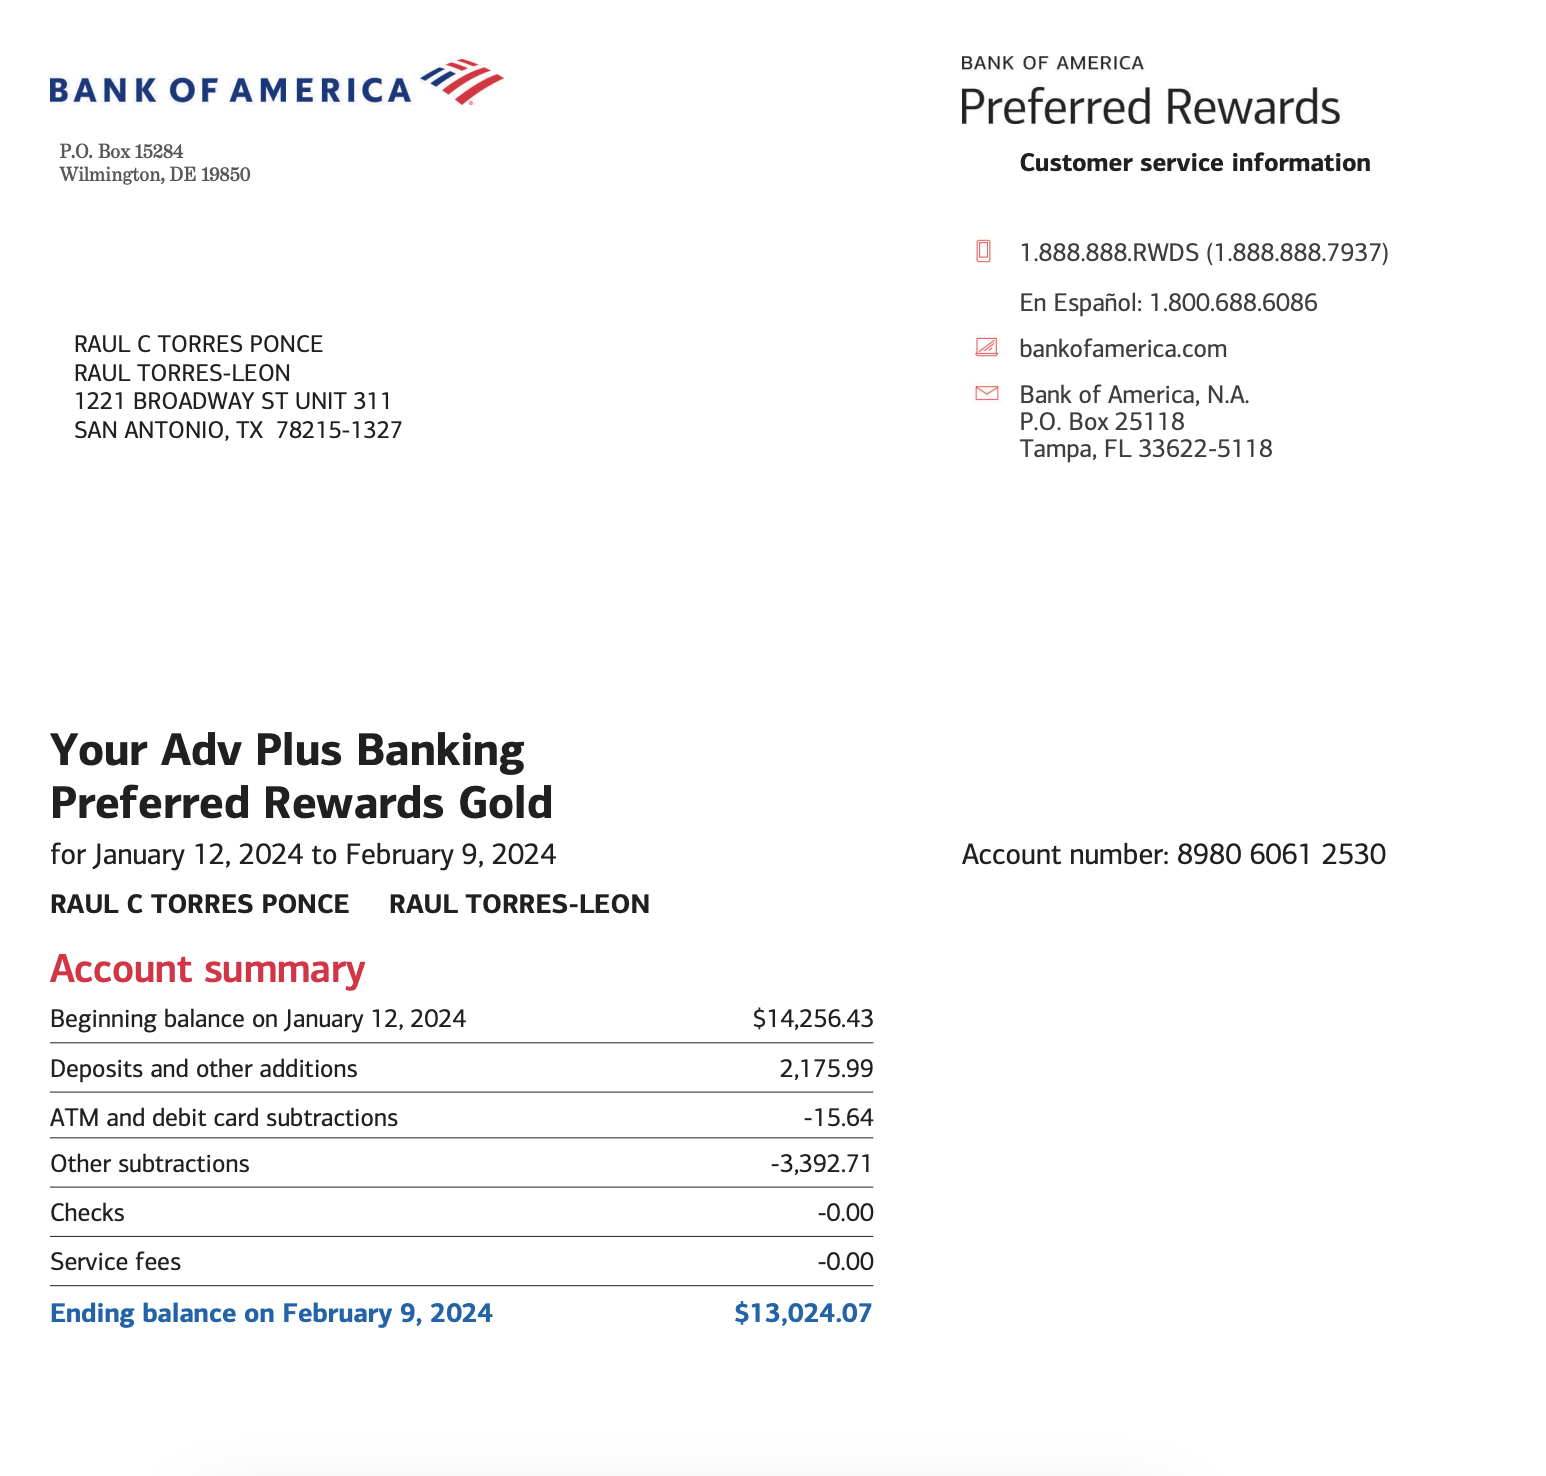 BANK OF AMERICA
P.O. Box 15284
Wilmington, DE 19850
BANK OF AMERICA
Preferred Rewards
Customer service information
1.888.888.RWDS (1.888.888.7937)
En Español: 1.800.688.6086
bankofamerica.com
Bank of America, N.A.
P.O. Box 25118
Tampa, FL 33622-5118
RAUL C TORRES PONCE
RAUL TORRES-LEON
1221 BROADWAY ST UNIT 311
SAN ANTONIO, TX  78215-1327
Your Adv Plus Banking
Preferred Rewards Gold
for January 12, 2024 to February 9, 2024
Account number: 8980 6061 2530
RAUL C TORRES PONCE RAUL TORRES-LEON
Account summary
Beginning balance on January 12, 2024 $14,256.43
Deposits and other additions 2,175.99
ATM and debit card subtractions -15.64
Other subtractions -3,392.71
Checks -0.00
Service fees -0.00
Ending balance on February 9, 2024 $13,024.07